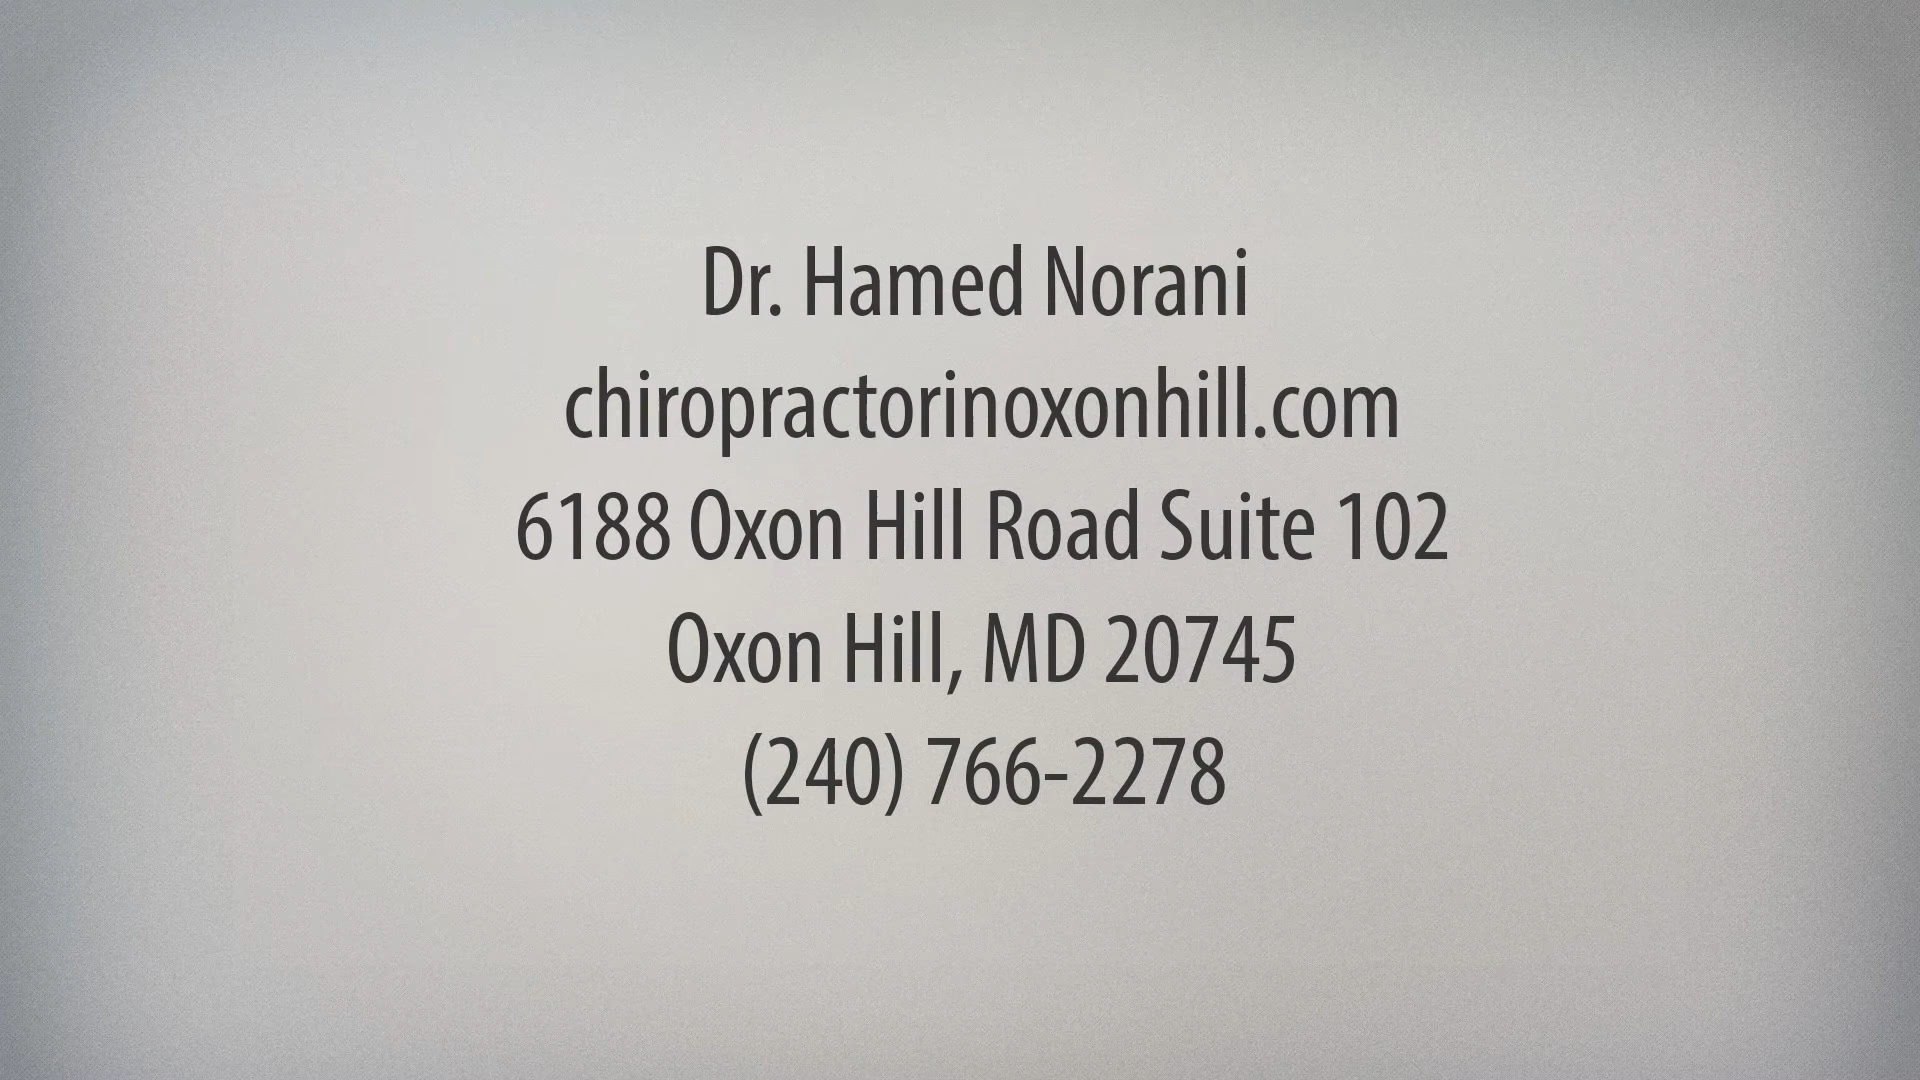 Dr. Hamed Norani
chiropractorinoxonhill.com
6188 Oxon Hill Road Suite 102
Oxon Hill, MD 20745
(240) 766-2278